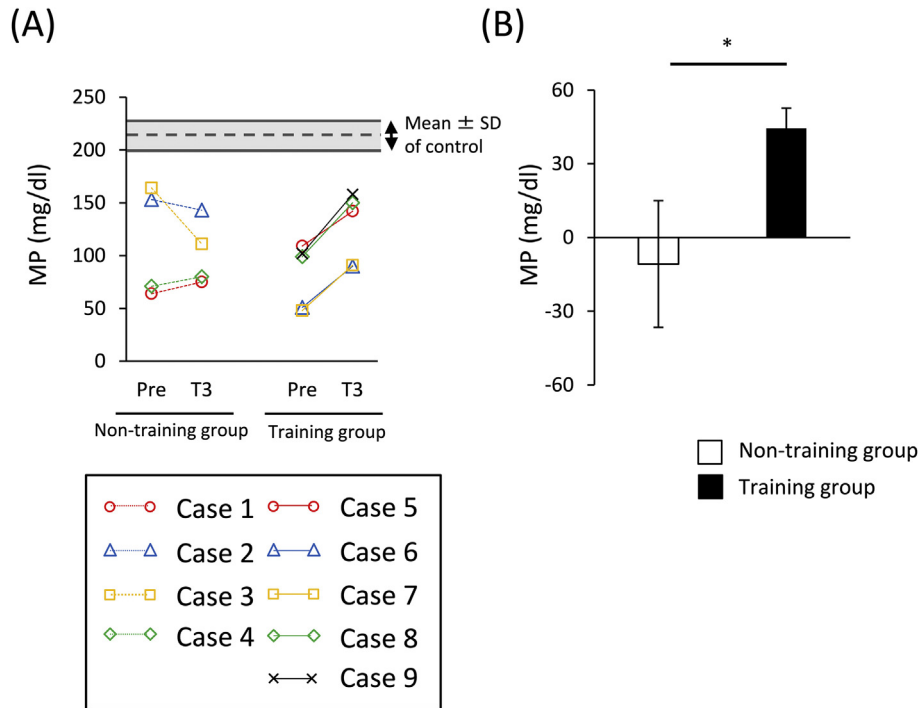 (A)
MP (mg/dl)
250
200
150
100
50
0
Mean ± SD
of control
Pre T3 Pre T3
Non-training group Training group
Case 1 Case 5
Case 2 Case 6
Case 3 Case 7
Case 4 Case 8
Case 9
(B)
*
MP (mg/dl)
60
30
0
-30
-60
Non-training group
Training group